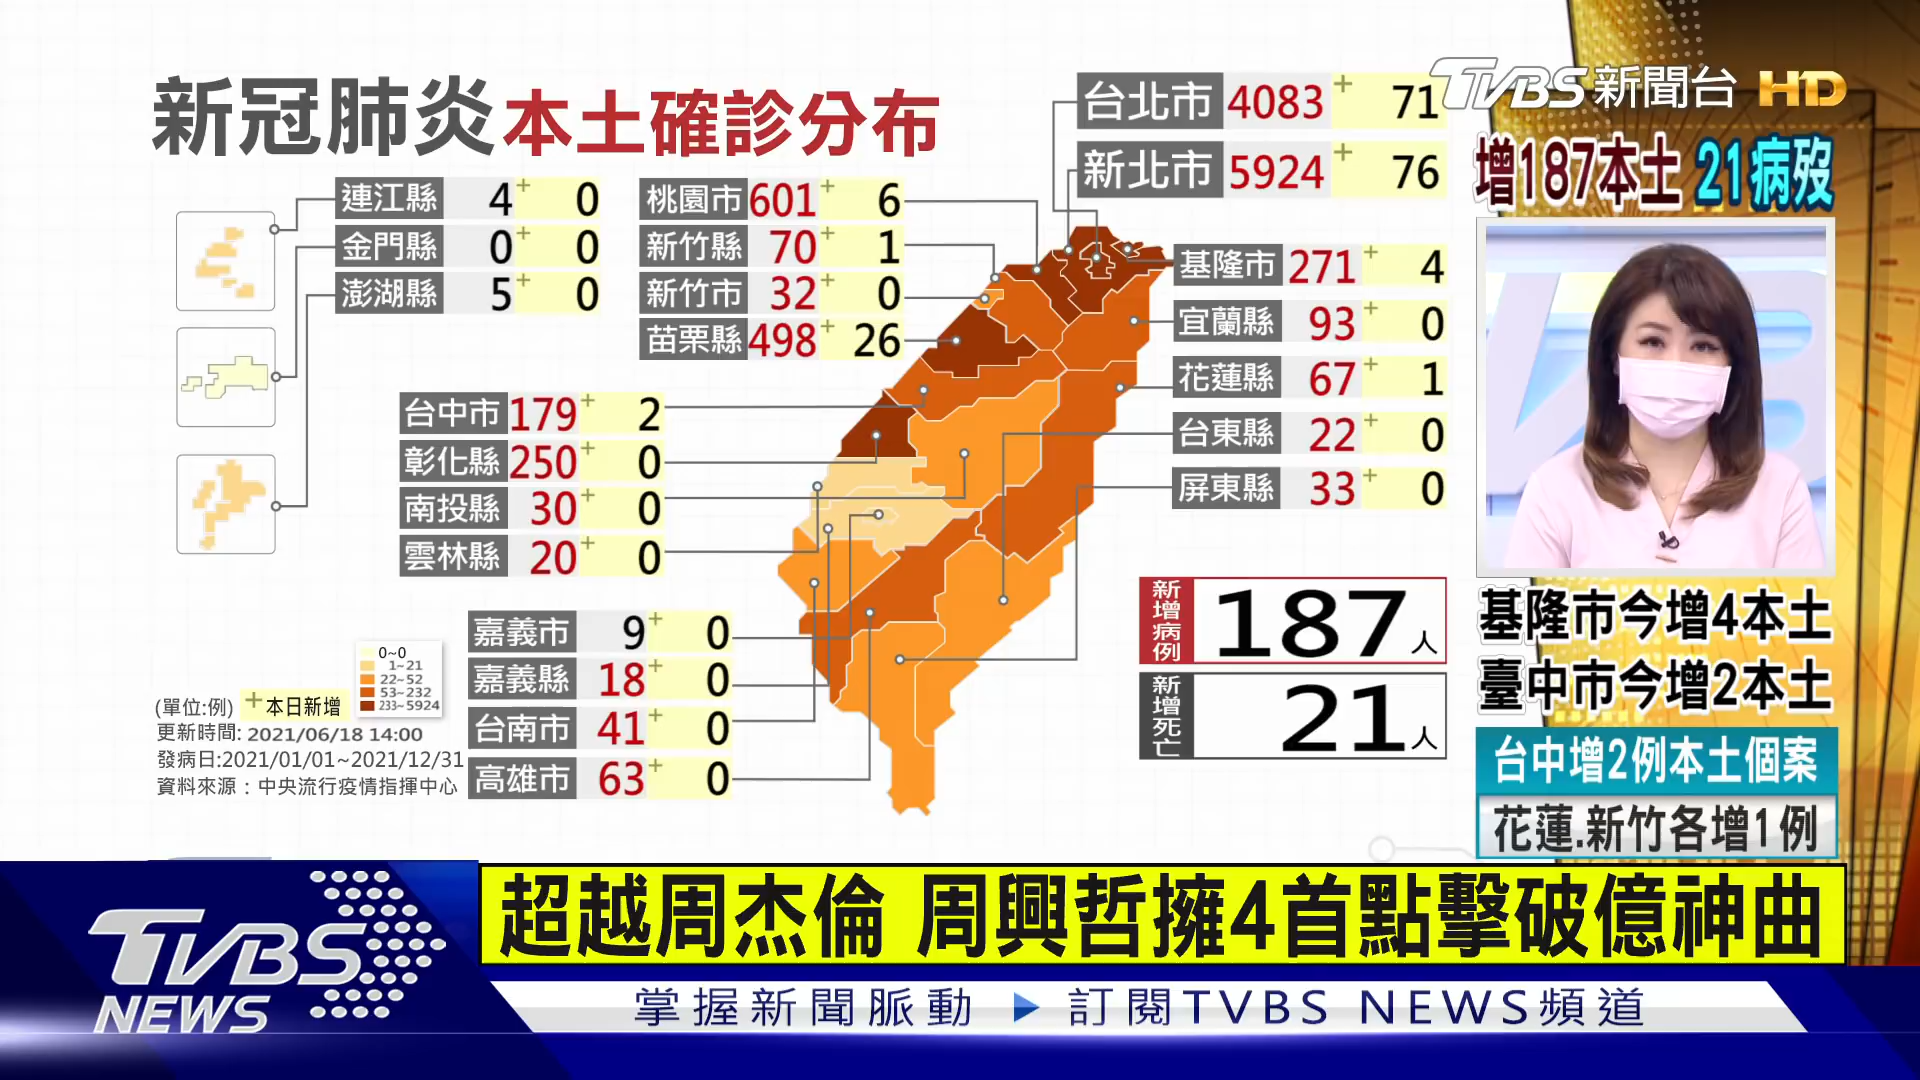 新冠肺炎本土確診分布
連江縣 4 + 0
金門縣 0 + 0
澎湖縣 5 + 0
桃園市 601 + 6
新竹縣 70 + 1
新竹市 32 + 0
苗栗縣 498 + 26
台北市 4083 + 71
新北市 5924 + 76
基隆市 271 + 4
宜蘭縣 93 + 0
花蓮縣 67 + 1
台東縣 22 + 0
屏東縣 33 + 0
台中市 179 + 2
彰化縣 250 + 0
南投縣 30 + 0
雲林縣 20 + 0
嘉義市 9 + 0
嘉義縣 18 + 0
台南市 41 + 0
高雄市 63 + 0
0~0
1~21
22~52
53~232
233~5924
(單位:例) + 本日新增
更新時間: 2021/06/18 14:00
發病日:2021/01/01~2021/12/31
資料來源：中央流行疫情指揮中心
新增病例 187人
新增死亡 21人
TVBS新聞台 HD
增187本土 21病歿
基隆市今增4本土
臺中市今增2本土
台中增2例本土個案
花蓮.新竹各增1例
超越周杰倫 周興哲擁4首點擊破億神曲
TVBS
NEWS
掌握新聞脈動 ▶ 訂閱TVBS NEWS頻道